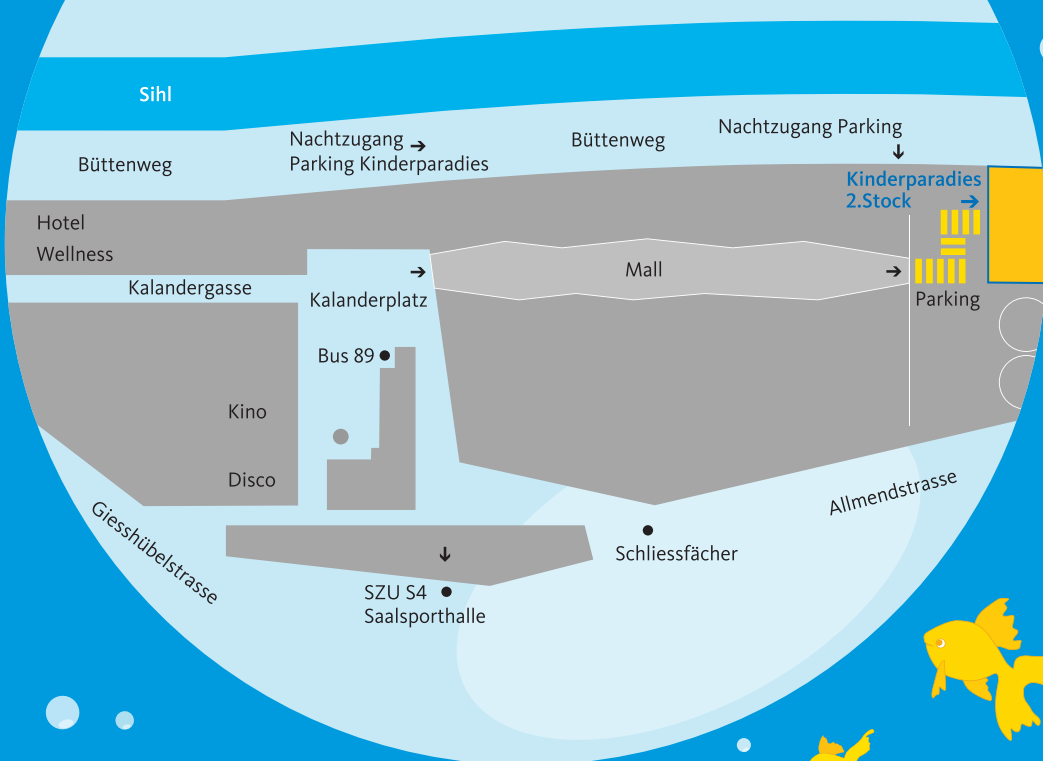 Sihl
Nachtzugang Parking
Nachtzugang
Parking Kinderparadies
Büttenweg
Büttenweg
Kinderparadies
2.Stock
Hotel
Wellness
Mall
Kalandergasse
Kalanderplatz
Parking
Bus 89
Kino
Disco
Allmendstrasse
Giesshübelstrasse
Schliessfächer
SZU S4
Saalsporthalle